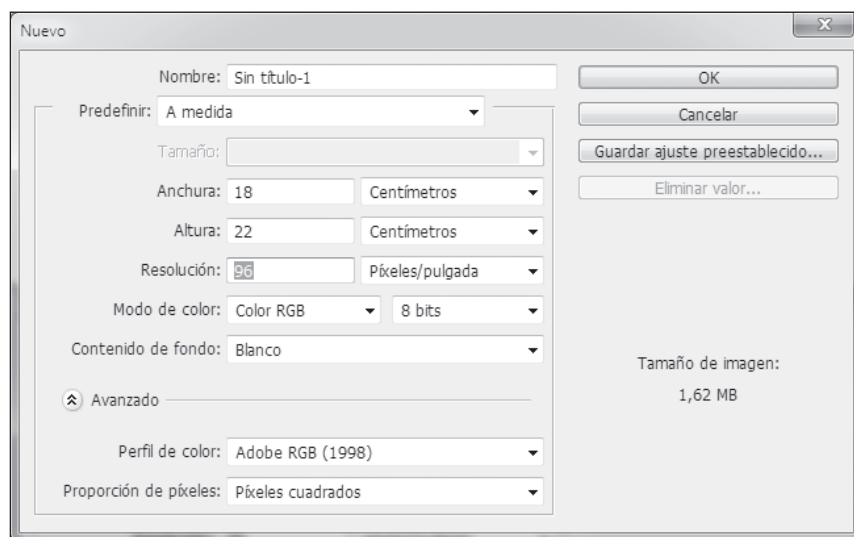 Nuevo
Nombre: Sin título-1
OK
Predefinir: A medida
Cancelar
Tamaño:
Guardar ajuste preestablecido...
Anchura: 18 Centímetros
Eliminar valor...
Altura: 22 Centímetros
Resolución: 96 Píxeles/pulgada
Modo de color: Color RGB 8 bits
Contenido de fondo: Blanco
Tamaño de imagen:
1,62 MB
Avanzado
Perfil de color: Adobe RGB (1998)
Proporción de píxeles: Píxeles cuadrados